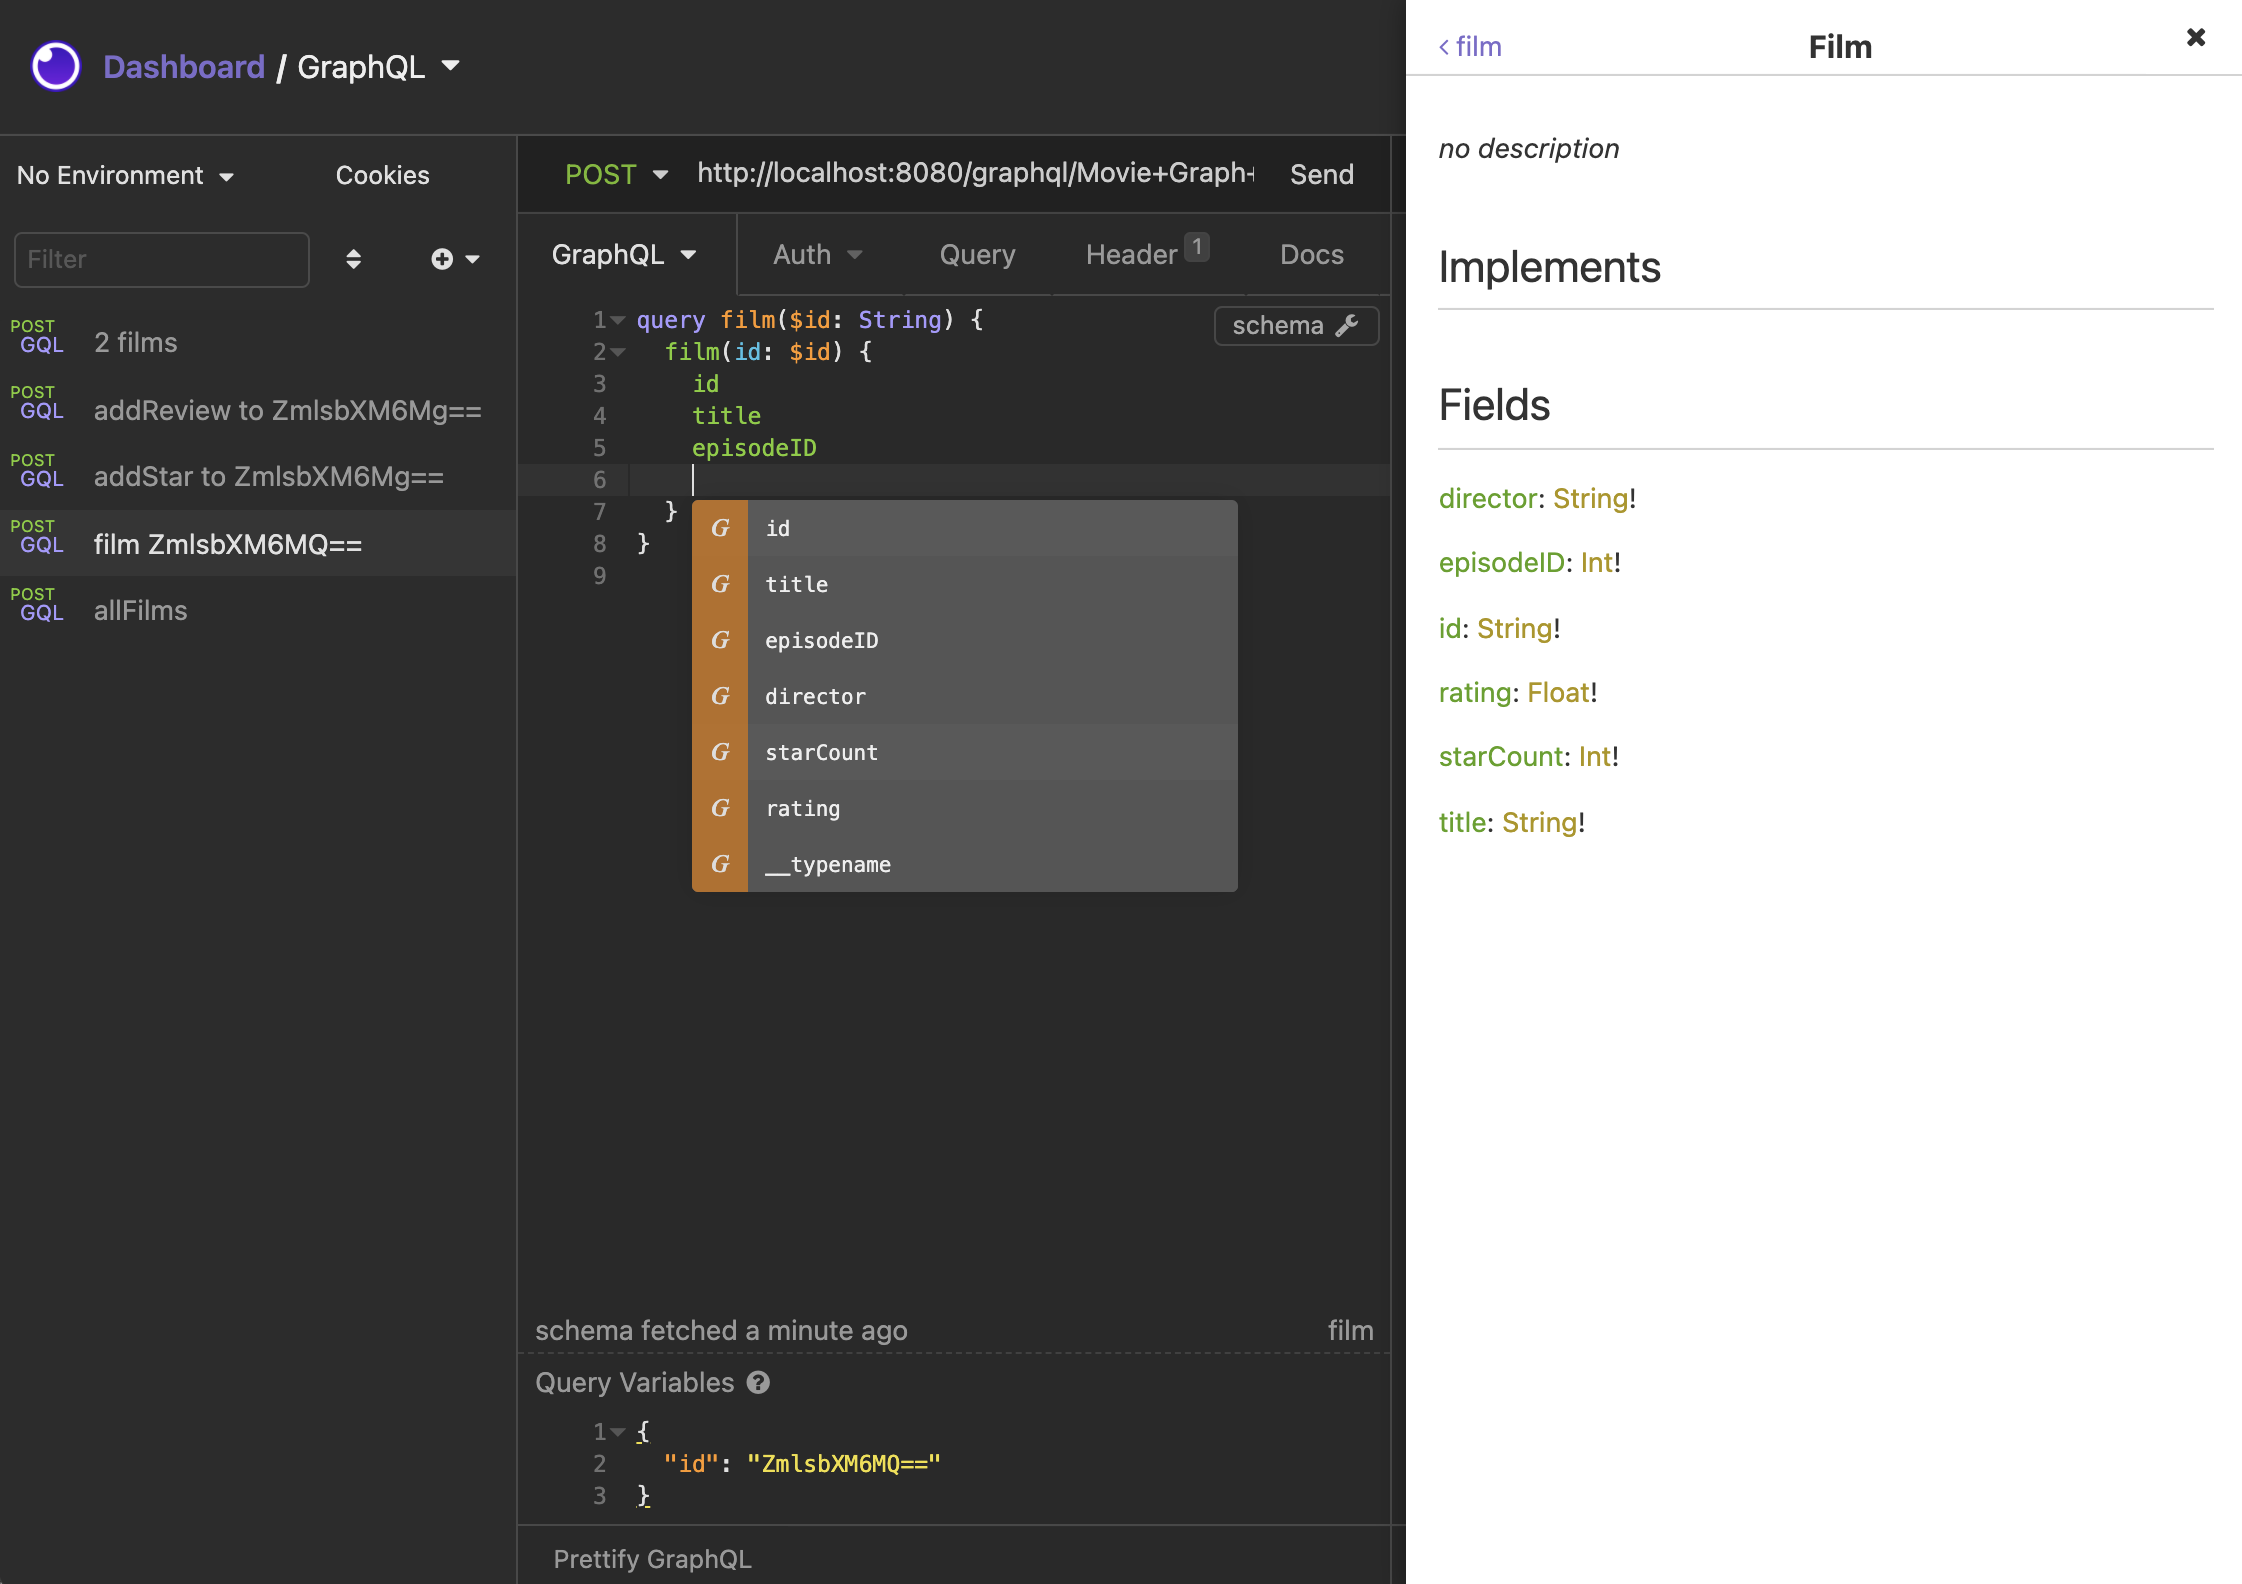 Dashboard / GraphQL
No Environment
Cookies
Filter
POST
GQL
2 films
POST
GQL
addReview to ZmlsbXM6Mg==
POST
GQL
addStar to ZmlsbXM6Mg==
POST
GQL
film ZmlsbXM6MQ==
POST
GQL
allFilms
POST
http://localhost:8080/graphql/Movie+Graph+
Send
GraphQL
Auth
Query
Header 1
Docs
schema
1 query film($id: String) {
2 film(id: $id) {
3 id
4 title
5 episodeID
6
7 }
8 }
9
G id
G title
G episodeID
G director
G starCount
G rating
G __typename
schema fetched a minute ago
film
Query Variables ?
1 {
2 "id": "ZmlsbXM6MQ=="
3 }
Prettify GraphQL
< film
Film
no description
Implements
Fields
director: String!
episodeID: Int!
id: String!
rating: Float!
starCount: Int!
title: String!